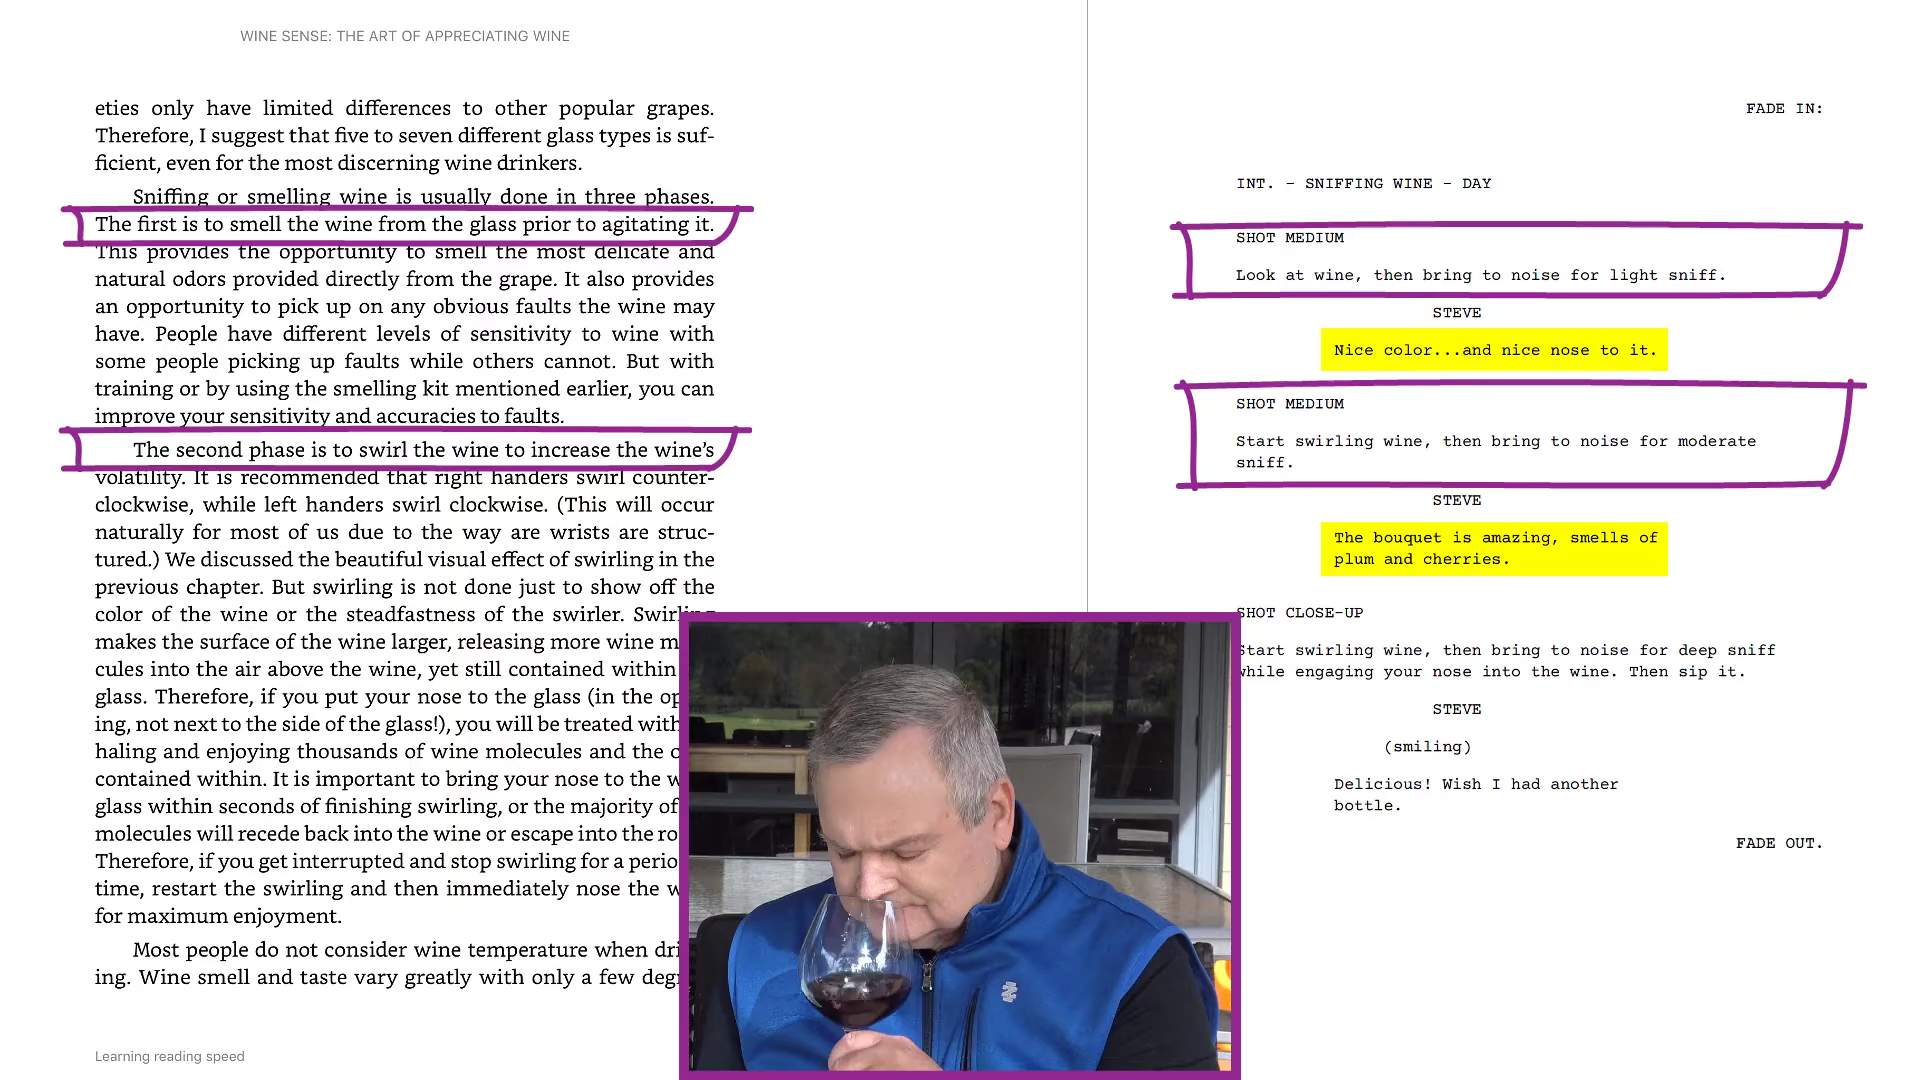 WINE SENSE: THE ART OF APPRECIATING WINE
eties only have limited differences to other popular grapes.
Therefore, I suggest that five to seven different glass types is suf-
ficient, even for the most discerning wine drinkers.
Sniffing or smelling wine is usually done in three phases.
The first is to smell the wine from the glass prior to agitating it.
This provides the opportunity to smell the most delicate and
natural odors provided directly from the grape. It also provides
an opportunity to pick up on any obvious faults the wine may
have. People have different levels of sensitivity to wine with
some people picking up faults while others cannot. But with
training or by using the smelling kit mentioned earlier, you can
improve your sensitivity and accuracies to faults.
The second phase is to swirl the wine to increase the wine’s
volatility. It is recommended that right handers swirl counter-
clockwise, while left handers swirl clockwise. (This will occur
naturally for most of us due to the way are wrists are struc-
tured.) We discussed the beautiful visual effect of swirling in the
previous chapter. But swirling is not done just to show off the
color of the wine or the steadfastness of the swirler. Swirling
makes the surface of the wine larger, releasing more wine m
cules into the air above the wine, yet still contained within
glass. Therefore, if you put your nose to the glass (in the op
ing, not next to the side of the glass!), you will be treated with
haling and enjoying thousands of wine molecules and the o
contained within. It is important to bring your nose to the w
glass within seconds of finishing swirling, or the majority of
molecules will recede back into the wine or escape into the ro
Therefore, if you get interrupted and stop swirling for a perio
time, restart the swirling and then immediately nose the w
for maximum enjoyment.
Most people do not consider wine temperature when dri
ing. Wine smell and taste vary greatly with only a few degr
Learning reading speed
FADE IN:
INT. - SNIFFING WINE - DAY
SHOT MEDIUM
Look at wine, then bring to noise for light sniff.
STEVE
Nice color...and nice nose to it.
SHOT MEDIUM
Start swirling wine, then bring to noise for moderate
sniff.
STEVE
The bouquet is amazing, smells of
plum and cherries.
SHOT CLOSE-UP
Start swirling wine, then bring to noise for deep sniff
while engaging your nose into the wine. Then sip it.
STEVE
(smiling)
Delicious! Wish I had another
bottle.
FADE OUT.